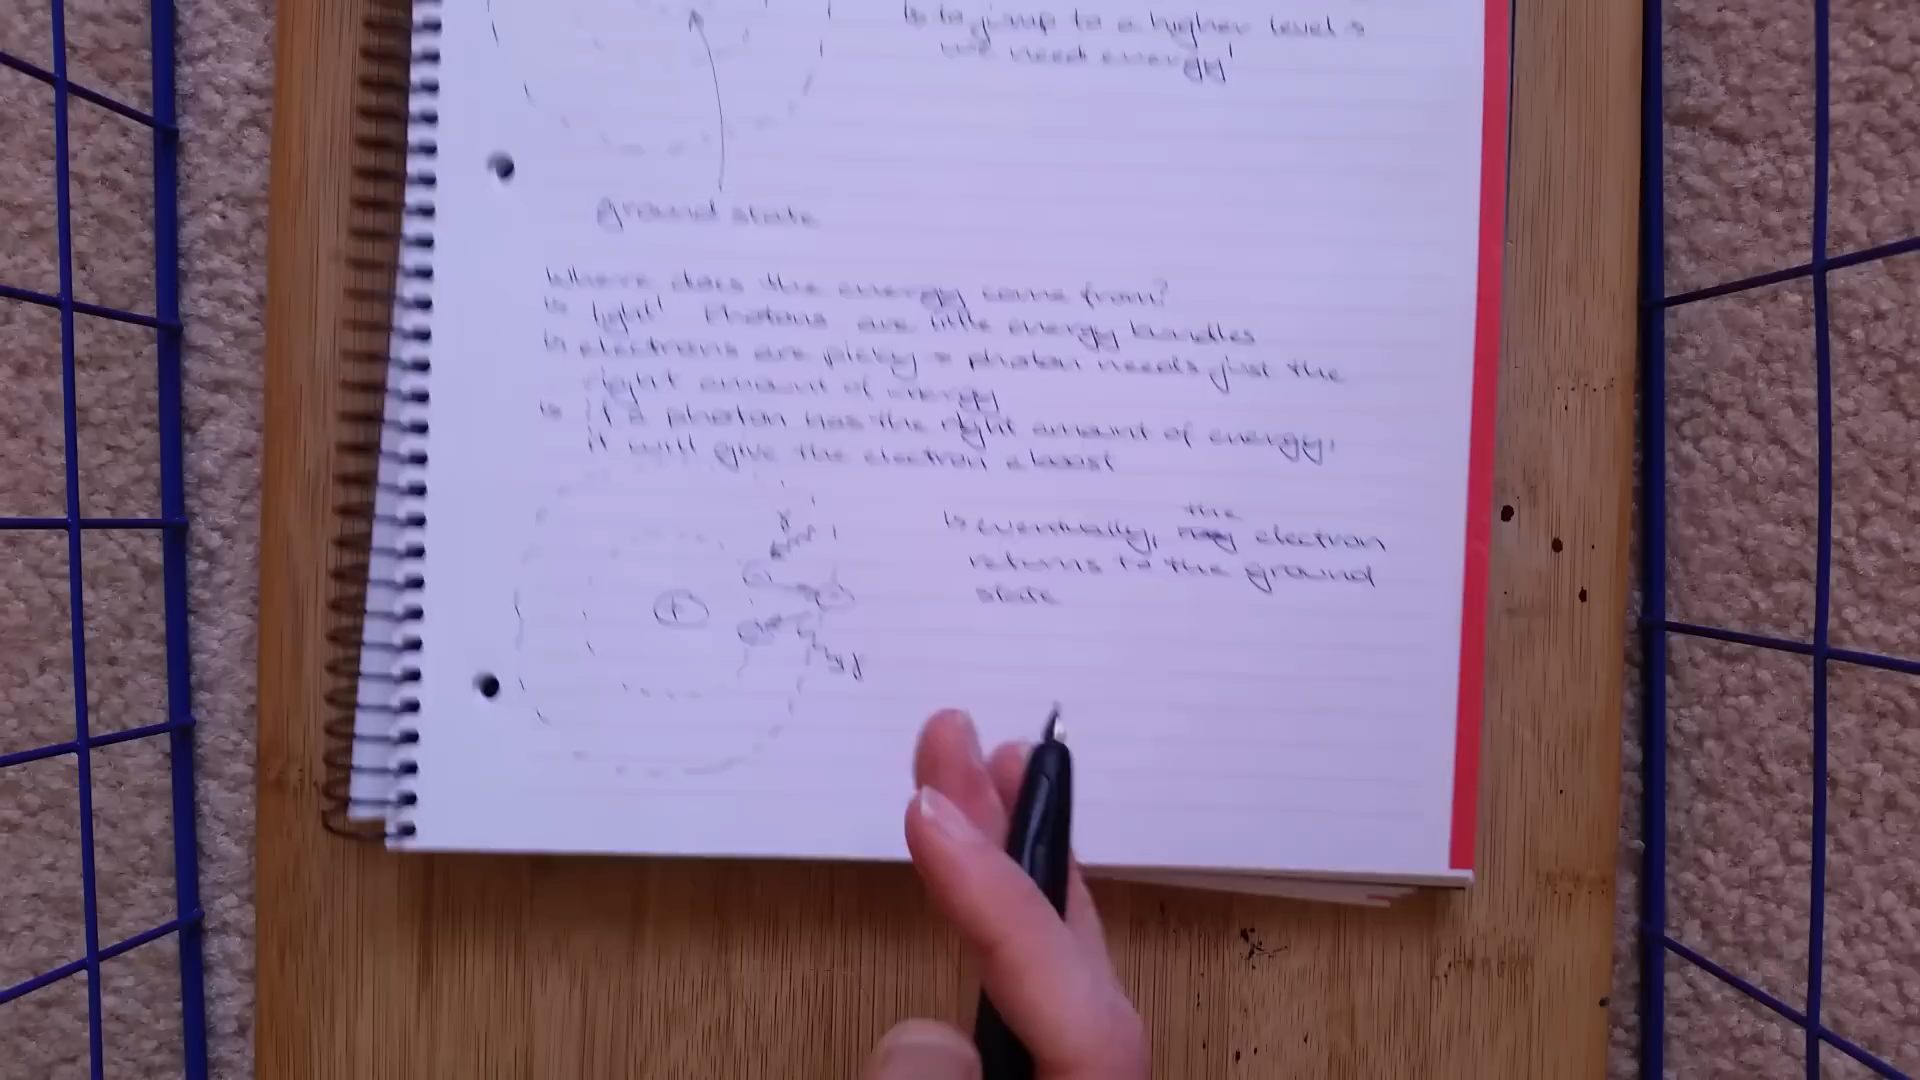 ↳ to jump to a higher level,
we need energy!
ground state
Where does the energy come from?
↳ light! Photons are little energy bundles
↳ electrons are picky, photon needs just the
right amount of energy
↳ if a photon has the right amount of energy,
it will give the electron a boost
+
↳ eventually, the electron
returns to the ground
state